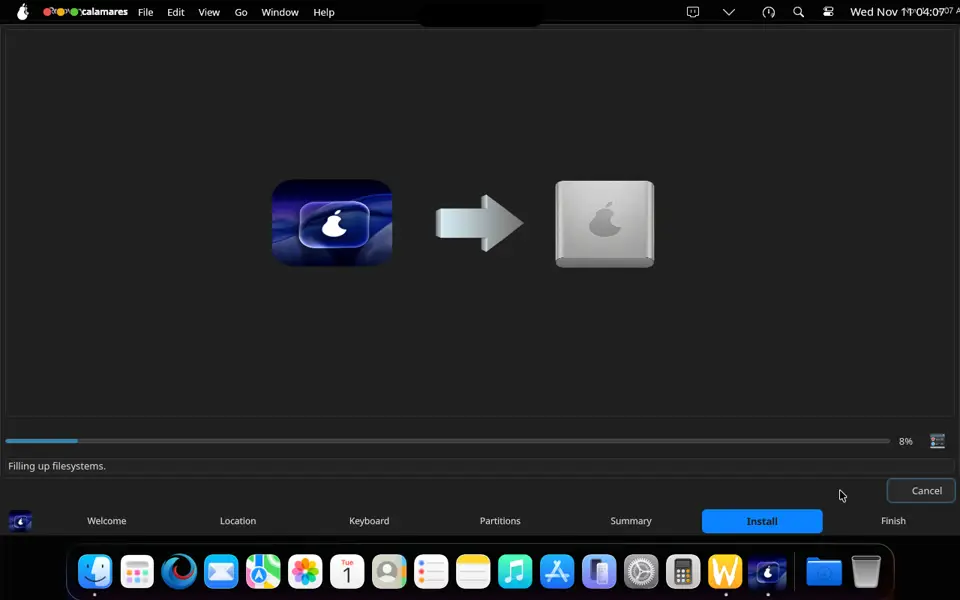 calamares File Edit View Go Window Help
Wed Nov 11 04:07
8%
Filling up filesystems.
Cancel
Welcome Location Keyboard Partitions Summary Install Finish
Tue
1
W